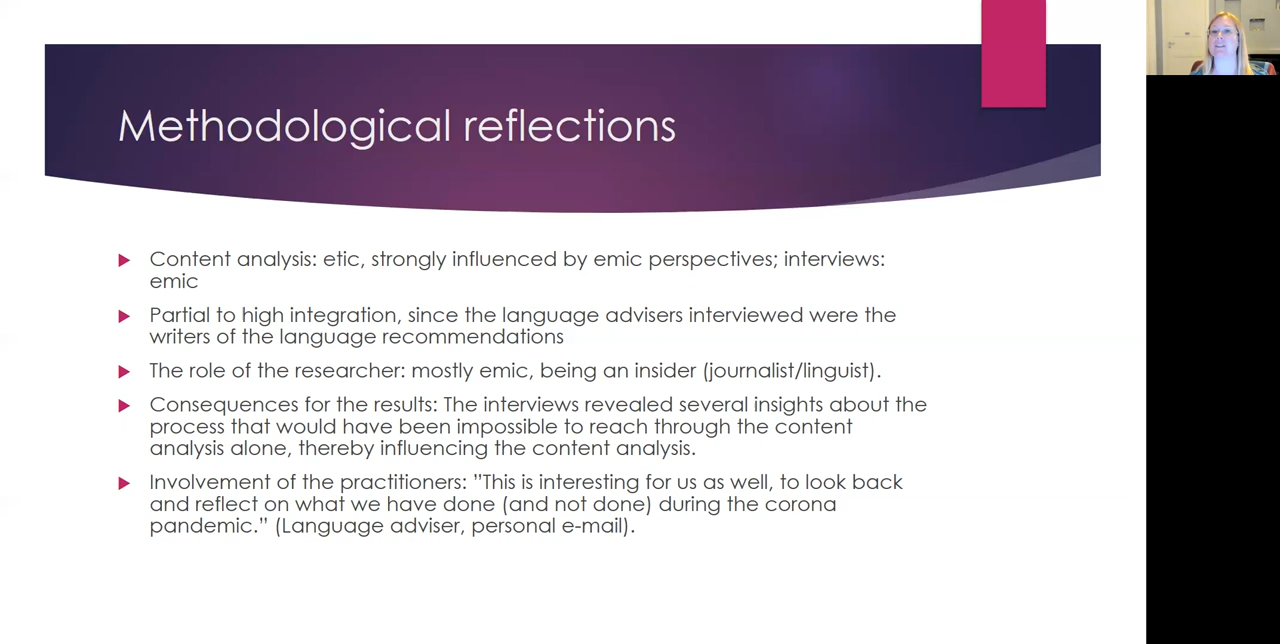 Methodological reflections
Content analysis: etic, strongly influenced by emic perspectives; interviews:
emic
Partial to high integration, since the language advisers interviewed were the
writers of the language recommendations
The role of the researcher: mostly emic, being an insider (journalist/linguist).
Consequences for the results: The interviews revealed several insights about the
process that would have been impossible to reach through the content
analysis alone, thereby influencing the content analysis.
Involvement of the practitioners: ”This is interesting for us as well, to look back
and reflect on what we have done (and not done) during the corona
pandemic.” (Language adviser, personal e-mail).